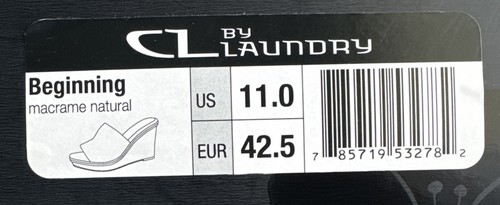 CL BY LAUNDRY
Beginning
macrame natural
US 11.0
EUR 42.5
7 85719 53278 2